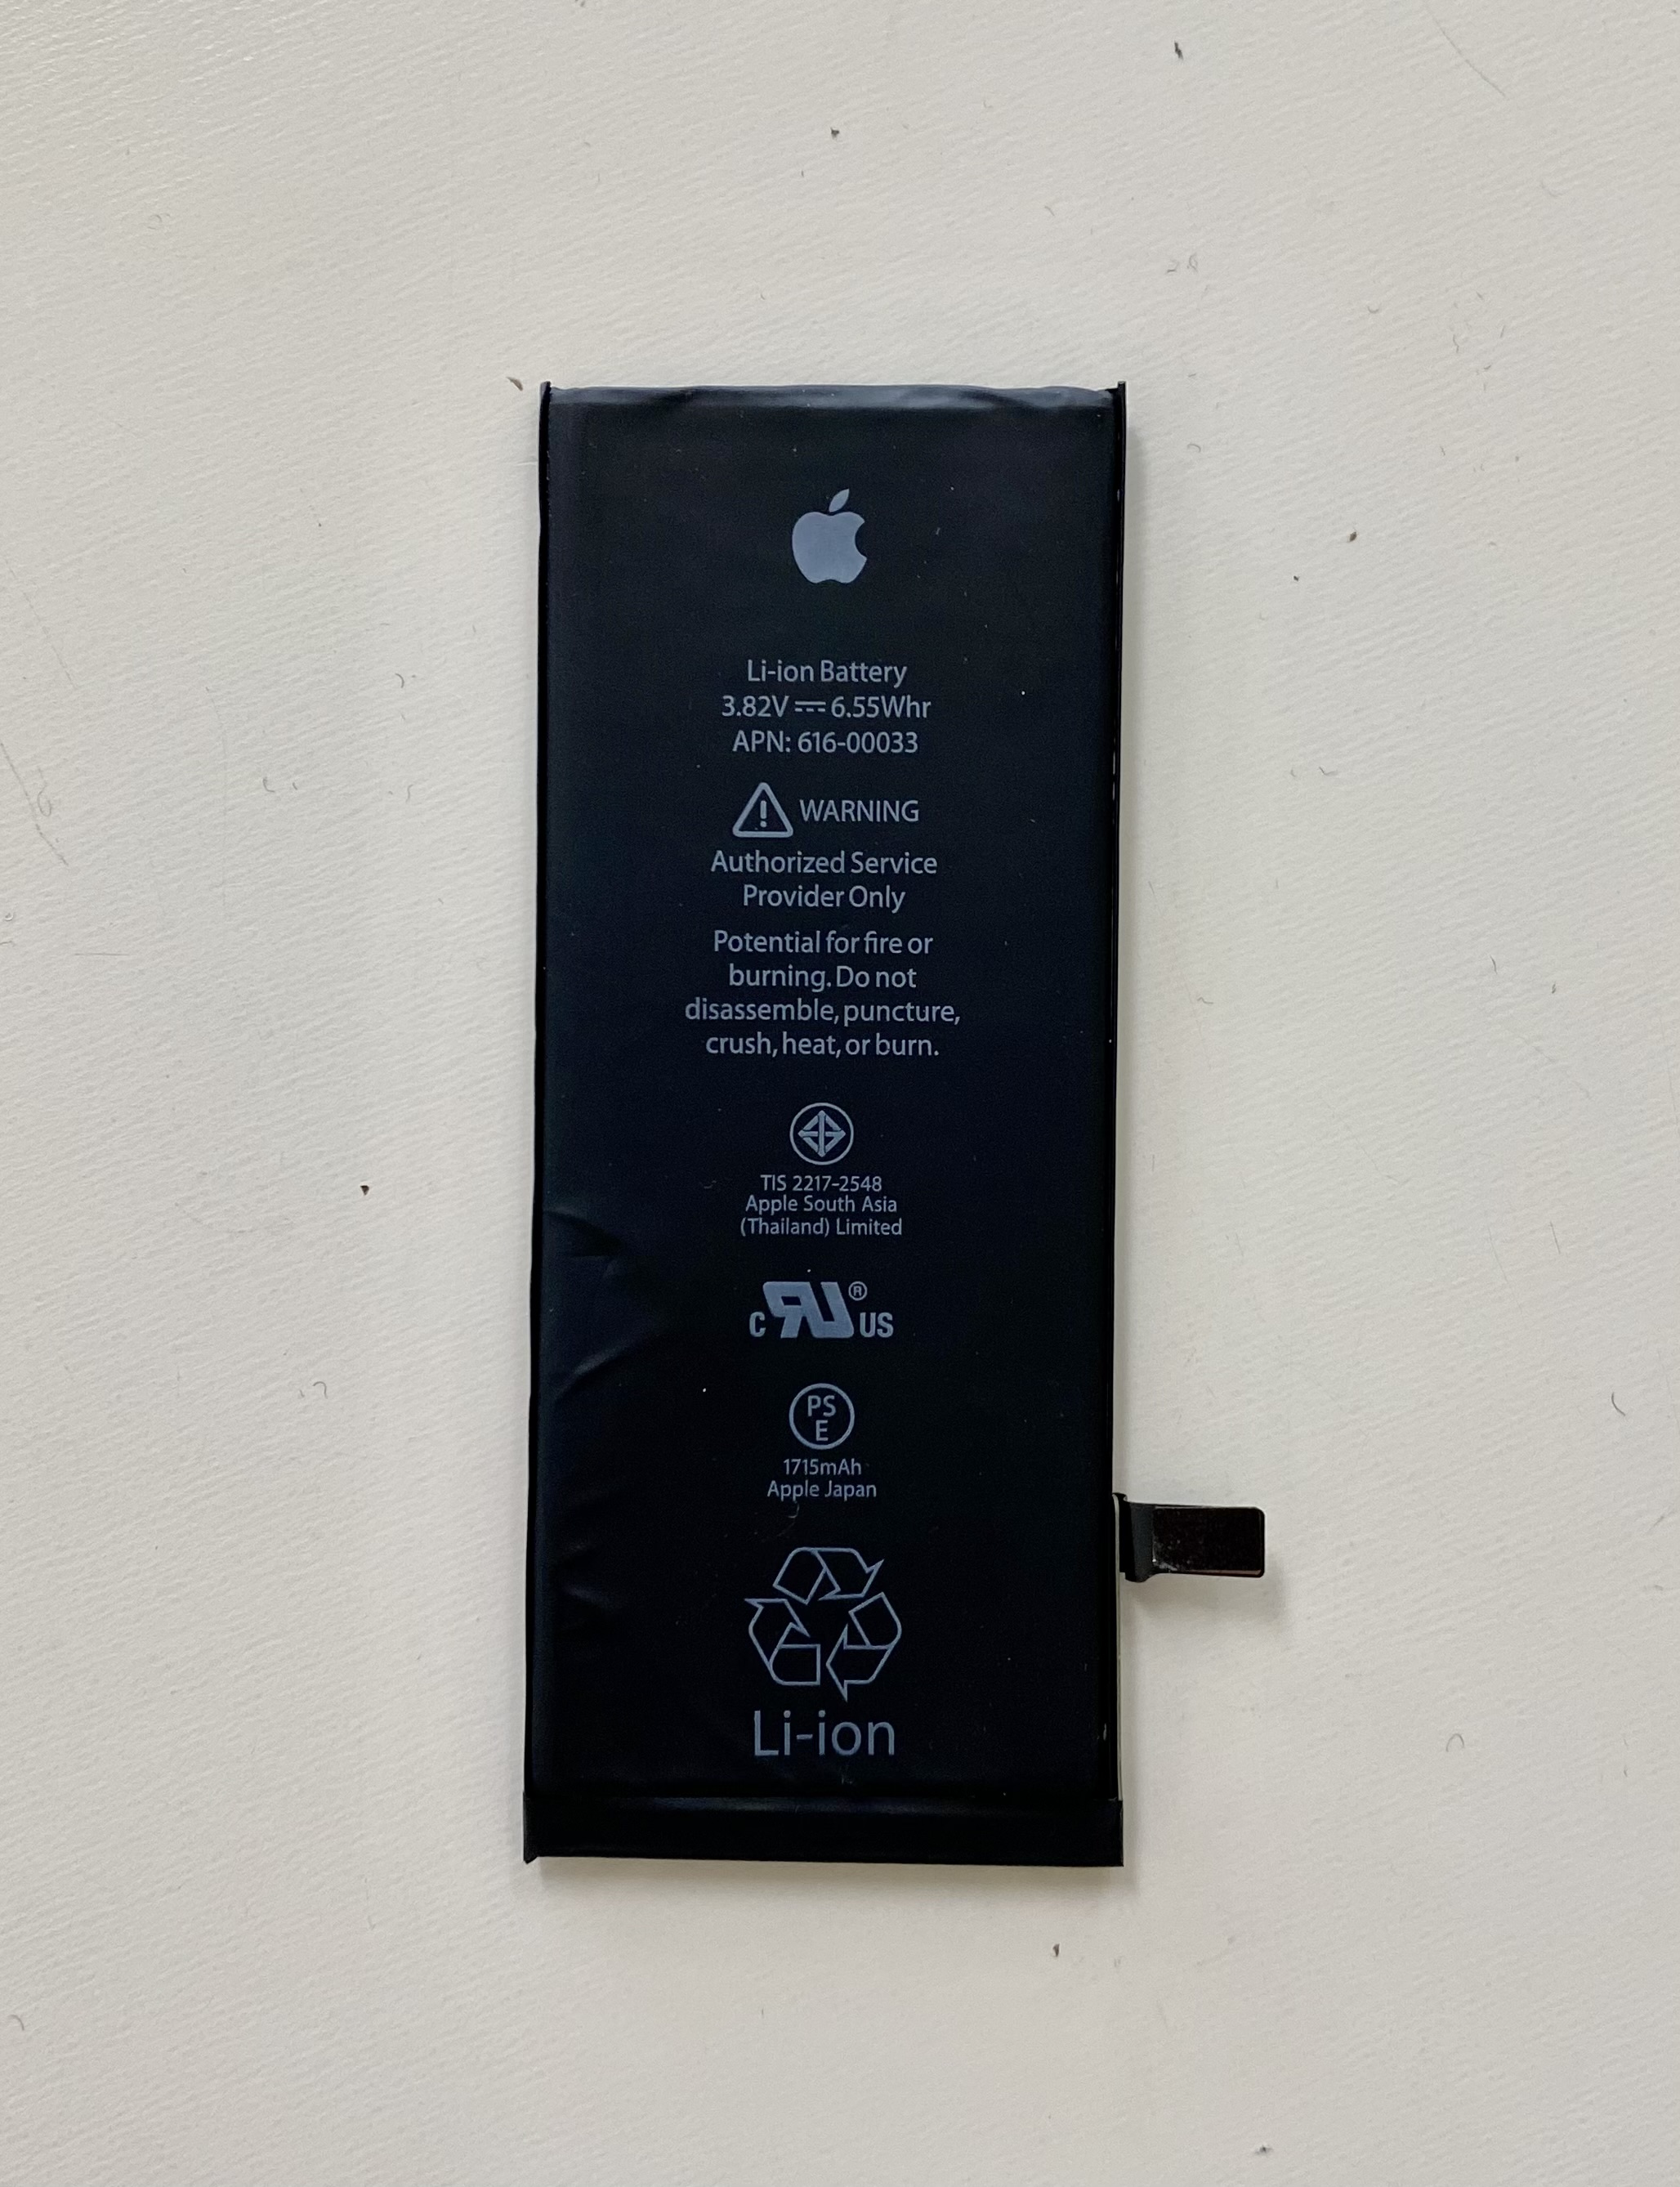 Li-ion Battery
3.82V ⎓ 6.55Whr
APN: 616-00033
WARNING
Authorized Service
Provider Only
Potential for fire or
burning. Do not
disassemble, puncture,
crush, heat, or burn.
TIS 2217-2548
Apple South Asia
(Thailand) Limited
C RU® US
PS
E
1715mAh
Apple Japan
Li-ion